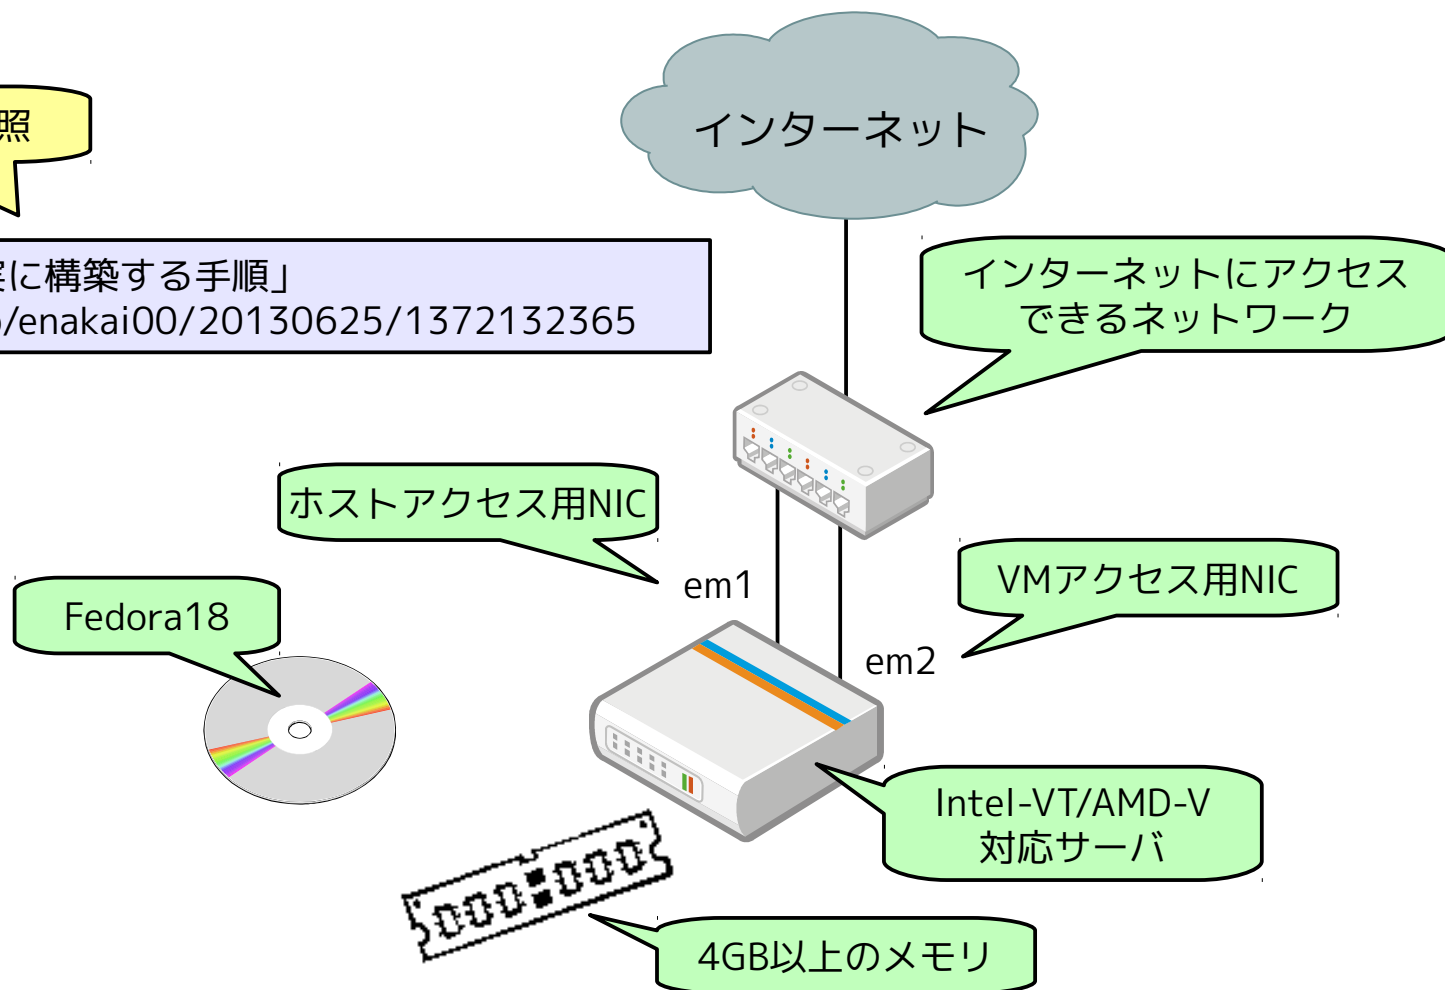 インターネット
照
実に構築する手順」
/enakai00/20130625/1372132365
インターネットにアクセス
できるネットワーク
ホストアクセス用NIC
em1
VMアクセス用NIC
Fedora18
em2
Intel-VT/AMD-V
対応サーバ
4GB以上のメモリ